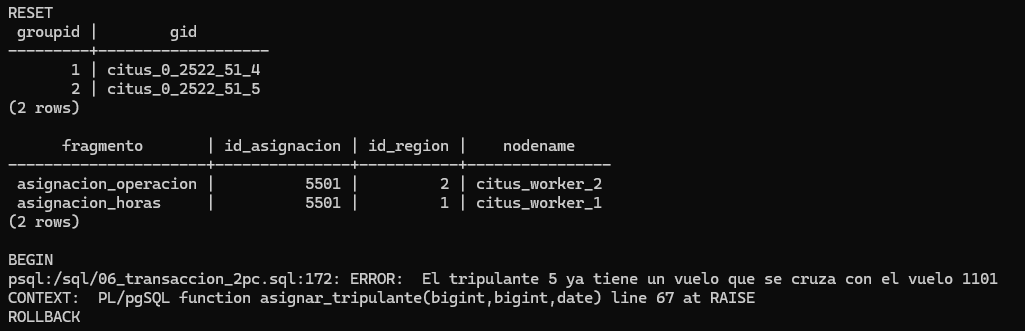 RESET
 groupid |        gid
---------+-------------------
       1 | citus_0_2522_51_4
       2 | citus_0_2522_51_5
(2 rows)

      fragmento       | id_asignacion | id_region |    nodename
----------------------+---------------+-----------+----------------
 asignacion_operacion |          5501 |         2 | citus_worker_2
 asignacion_horas     |          5501 |         1 | citus_worker_1
(2 rows)

BEGIN
psql:/sql/06_transaccion_2pc.sql:172: ERROR:  El tripulante 5 ya tiene un vuelo que se cruza con el vuelo 1101
CONTEXT:  PL/pgSQL function asignar_tripulante(bigint,bigint,date) line 67 at RAISE
ROLLBACK